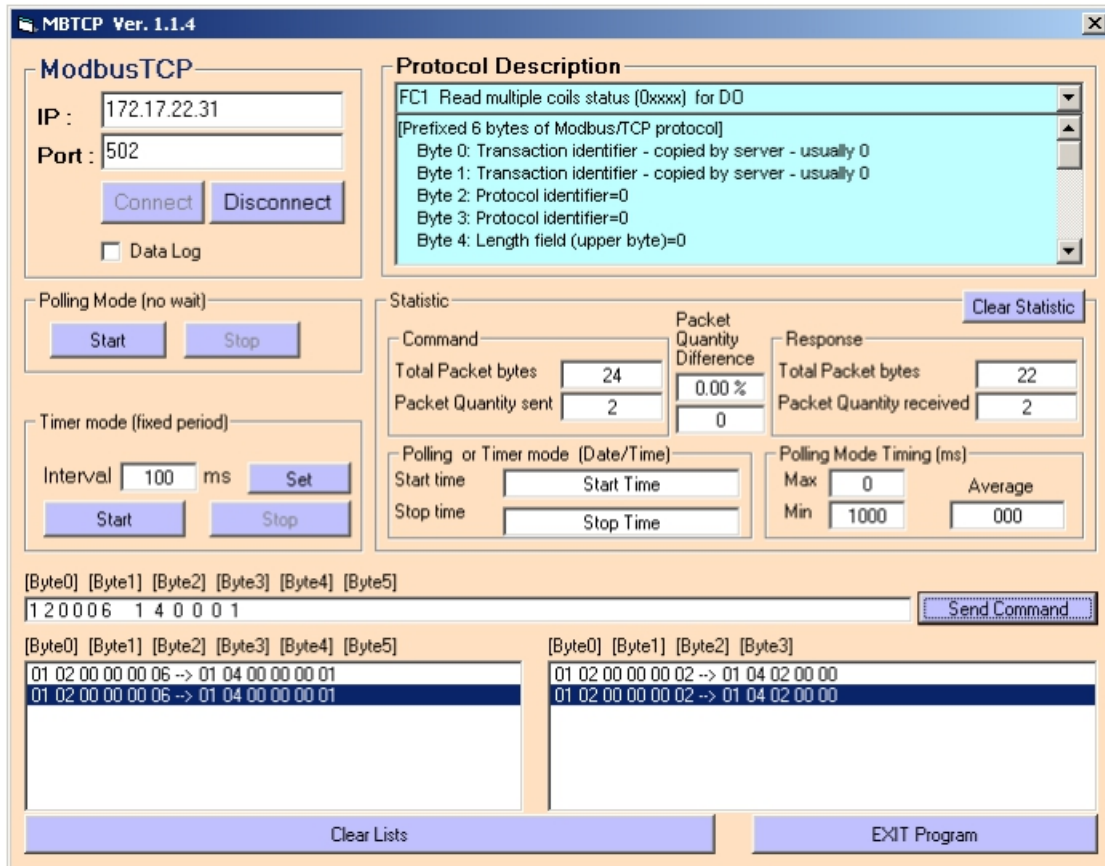 MBTCP Ver. 1.1.4
ModbusTCP
IP : 172.17.22.31
Port : 502
Connect Disconnect
Data Log
Protocol Description
FC1 Read multiple coils status (0xxxx) for DO
[Prefixed 6 bytes of Modbus/TCP protocol]
Byte 0: Transaction identifier - copied by server - usually 0
Byte 1: Transaction identifier - copied by server - usually 0
Byte 2: Protocol identifier=0
Byte 3: Protocol identifier=0
Byte 4: Length field (upper byte)=0
Polling Mode (no wait)
Start Stop
Timer mode (fixed period)
Interval 100 ms Set
Start Stop
Statistic
Clear Statistic
Command
Total Packet bytes 24
Packet Quantity sent 2
Packet
Quantity
Difference
0.00 %
0
Response
Total Packet bytes 22
Packet Quantity received 2
Polling or Timer mode (Date/Time)
Start time Start Time
Stop time Stop Time
Polling Mode Timing (ms)
Max 0 Average
Min 1000 000
[Byte0] [Byte1] [Byte2] [Byte3] [Byte4] [Byte5]
1 2 0 0 0 6 1 4 0 0 0 1
Send Command
[Byte0] [Byte1] [Byte2] [Byte3] [Byte4] [Byte5]
01 02 00 00 00 06 --> 01 04 00 00 00 01
01 02 00 00 00 06 --> 01 04 00 00 00 01
[Byte0] [Byte1] [Byte2] [Byte3]
01 02 00 00 00 02 --> 01 04 02 00 00
01 02 00 00 00 02 --> 01 04 02 00 00
Clear Lists
EXIT Program